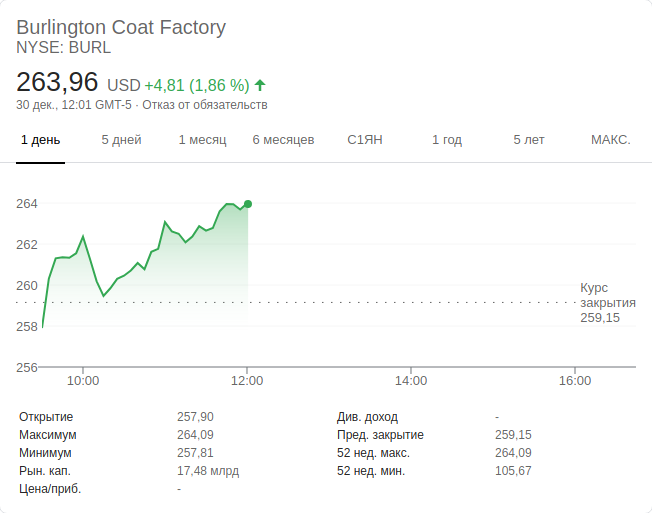 Burlington Coat Factory
NYSE: BURL
263,96 USD +4,81 (1,86 %)
30 дек., 12:01 GMT-5 · Отказ от обязательств
1 день 5 дней 1 месяц 6 месяцев С1ЯН 1 год 5 лет МАКС.
264
262
260
258
256
Курс
закрытия
259,15
10:00 12:00 14:00 16:00
Открытие 257,90 Див. доход -
Максимум 264,09 Пред. закрытие 259,15
Минимум 257,81 52 нед. макс. 264,09
Рын. кап. 17,48 млрд 52 нед. мин. 105,67
Цена/приб. -